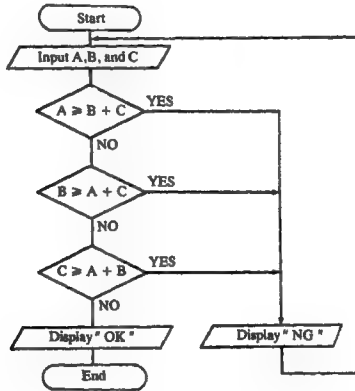 Start
Input A,B, and C
A ⩾ B + C
YES
NO
B ⩾ A + C
YES
NO
C ⩾ A + B
YES
NO
Display " OK "
Display " NG "
End